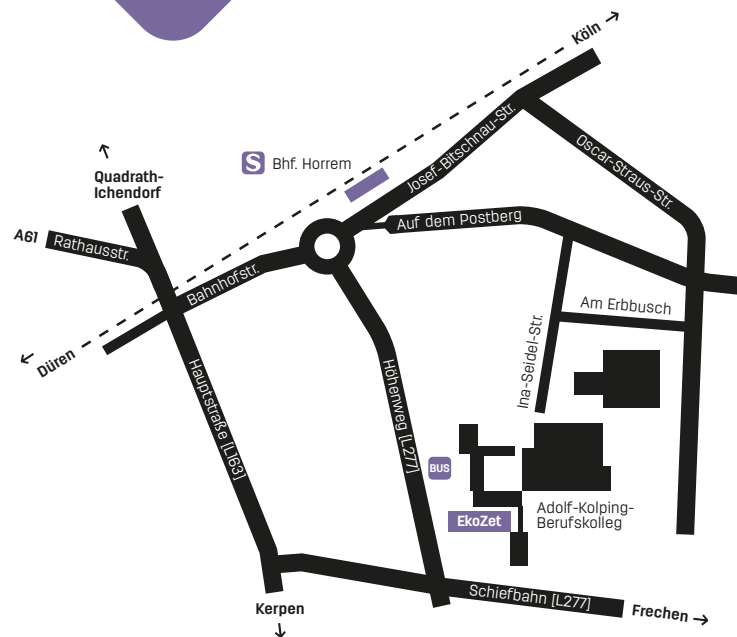 Köln
S
Bhf. Horrem
Josef-Bitschnau-Str.
Oscar-Straus-Str.
Quadrath-
Ichendorf
A61
Rathausstr.
Auf dem Postberg
Bahnhofstr.
Am Erbbusch
Düren
Ina-Seidel-Str.
Hauptstraße [L163]
Höhenweg [L277]
BUS
EkoZet
Adolf-Kolping-
Berufskolleg
Schiefbahn [L277]
Kerpen
Frechen